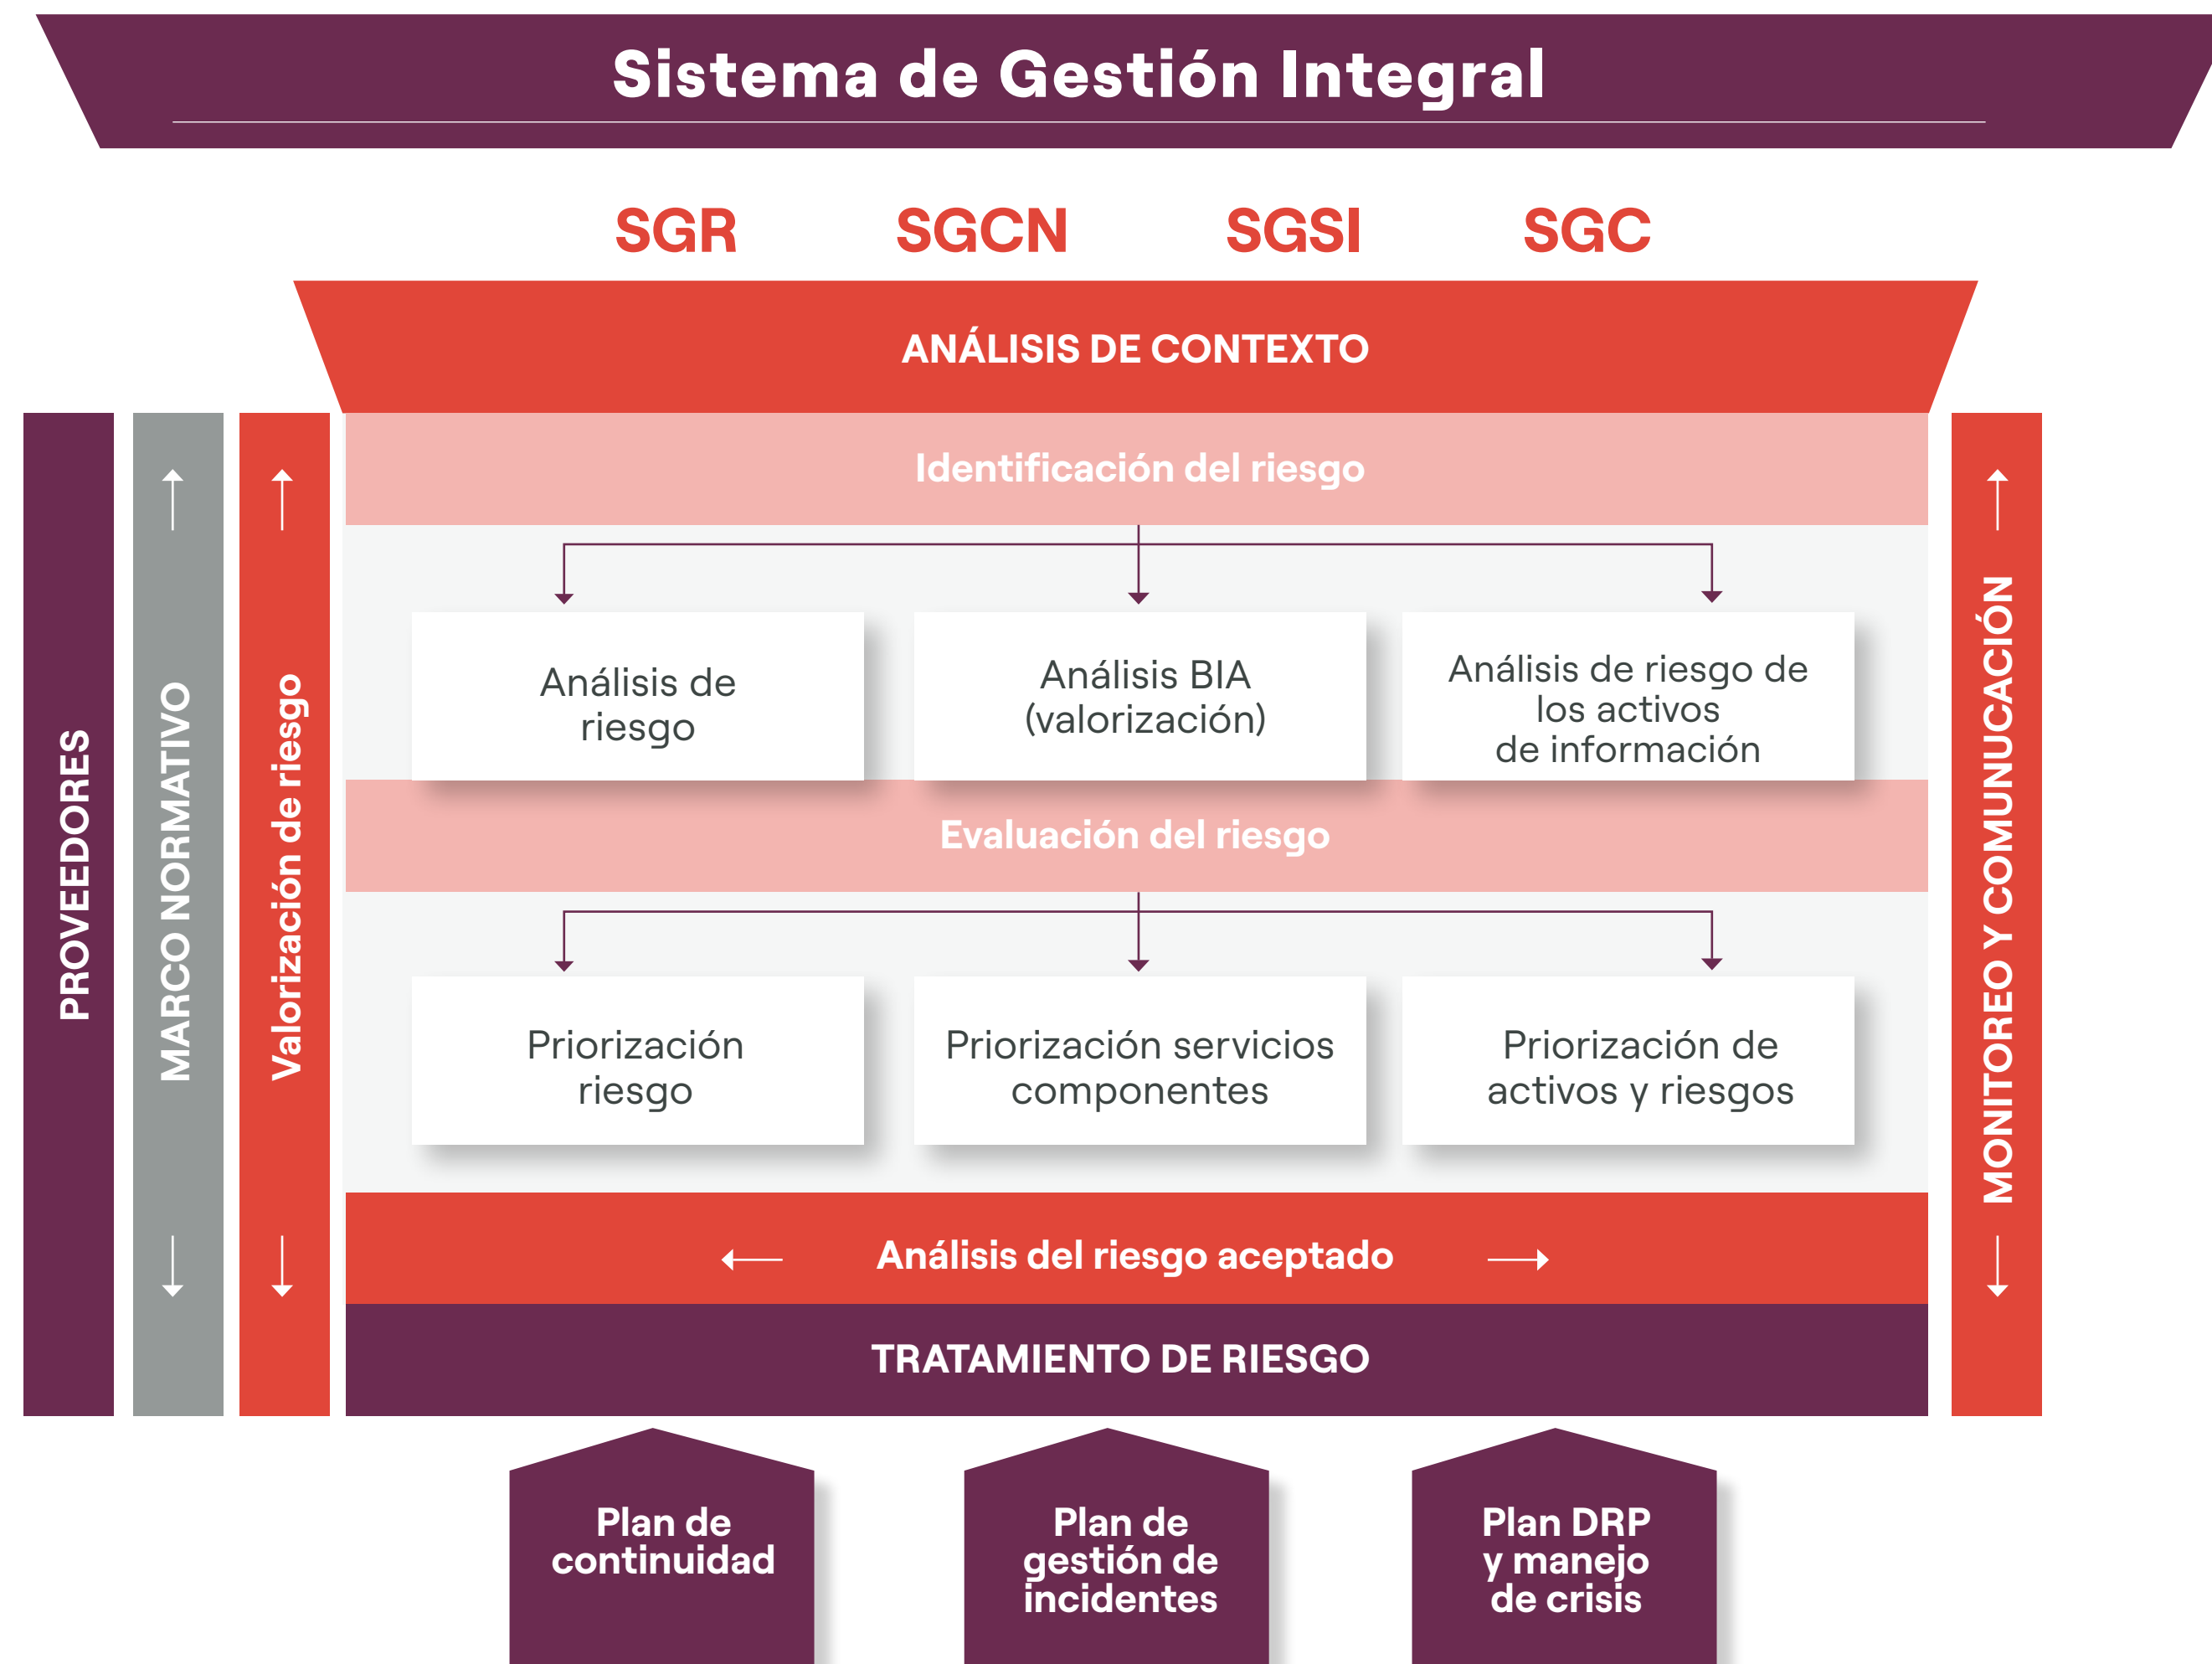 Sistema de Gestión Integral
SGR SGCN SGSI SGC
ANÁLISIS DE CONTEXTO
PROVEEDORES
MARCO NORMATIVO
Valorización de riesgo
Identificación del riesgo
Análisis de
riesgo
Análisis BIA
(valorización)
Análisis de riesgo de
los activos
de información
Evaluación del riesgo
Priorización
riesgo
Priorización servicios
componentes
Priorización de
activos y riesgos
Análisis del riesgo aceptado
TRATAMIENTO DE RIESGO
MONITOREO Y COMUNUCACIÓN
Plan de
continuidad
Plan de
gestión de
incidentes
Plan DRP
y manejo
de crisis